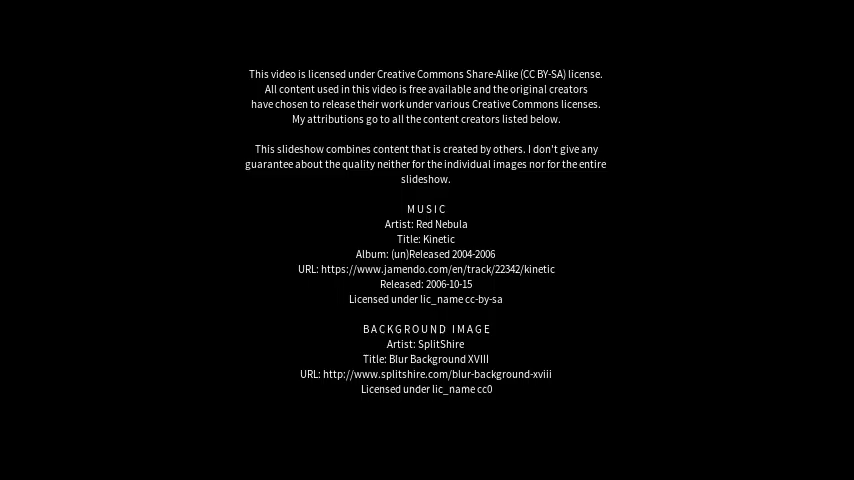 This video is licensed under Creative Commons Share-Alike (CC BY-SA) license.
All content used in this video is free available and the original creators
have chosen to release their work under various Creative Commons licenses.
My attributions go to all the content creators listed below.
This slideshow combines content that is created by others. I don't give any
guarantee about the quality neither for the individual images nor for the entire
slideshow.
MUSIC
Artist: Red Nebula
Title: Kinetic
Album: (un)Released 2004-2006
URL: https://www.jamendo.com/en/track/22342/kinetic
Released: 2006-10-15
Licensed under lic_name cc-by-sa
BACKGROUND IMAGE
Artist: SplitShire
Title: Blur Background XVIII
URL: http://www.splitshire.com/blur-background-xviii
Licensed under lic_name cc0